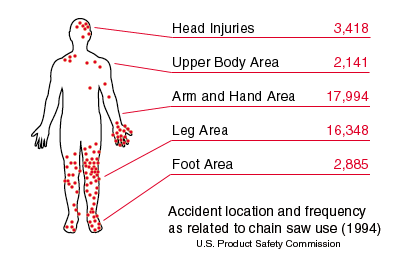 Head Injuries 3,418
Upper Body Area 2,141
Arm and Hand Area 17,994
Leg Area 16,348
Foot Area 2,885
Accident location and frequency
as related to chain saw use (1994)
U.S. Product Safety Commission